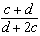 (c + d
d + 2c)